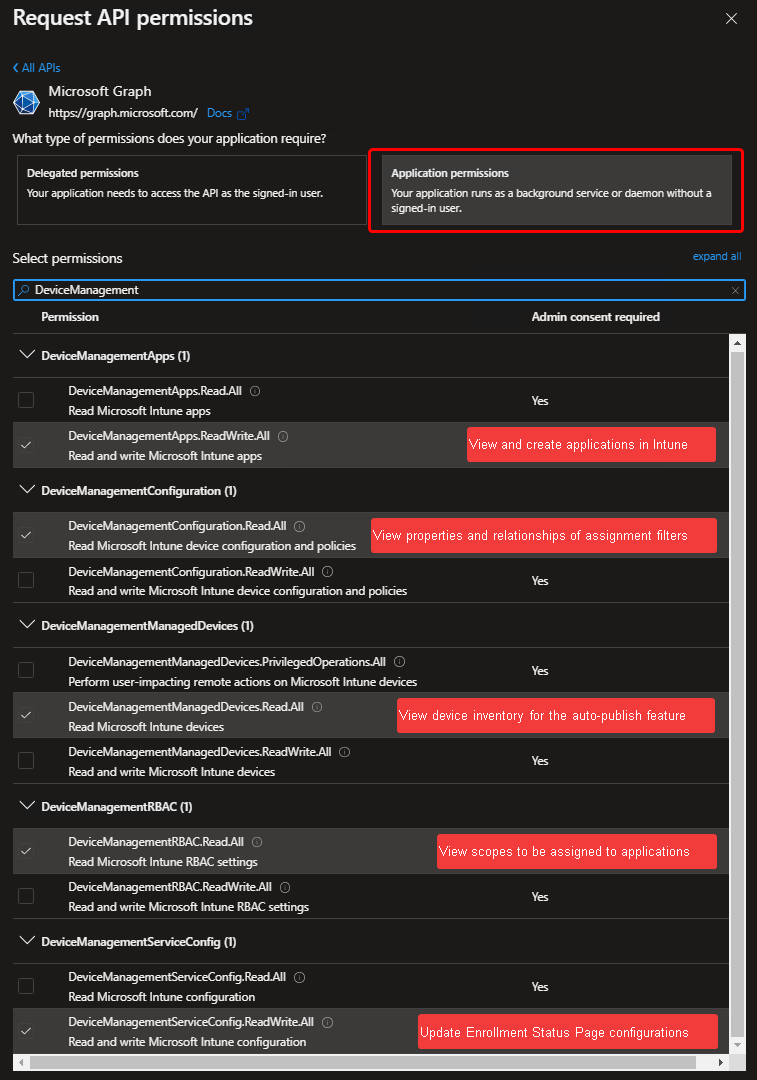 Request API permissions
All APIs
Microsoft Graph
https://graph.microsoft.com/ Docs
What type of permissions does your application require?
Delegated permissions
Your application needs to access the API as the signed-in user.
Application permissions
Your application runs as a background service or daemon without a
signed-in user.
Select permissions
expand all
DeviceManagement
Permission
Admin consent required
DeviceManagementApps (1)
DeviceManagementApps.Read.All
Read Microsoft Intune apps
Yes
DeviceManagementApps.ReadWrite.All
Read and write Microsoft Intune apps
View and create applications in Intune
DeviceManagementConfiguration (1)
DeviceManagementConfiguration.Read.All
Read Microsoft Intune device configuration and policies
View properties and relationships of assignment filters
DeviceManagementConfiguration.ReadWrite.All
Read and write Microsoft Intune device configuration and policies
Yes
DeviceManagementManagedDevices (1)
DeviceManagementManagedDevices.PrivilegedOperations.All
Perform user-impacting remote actions on Microsoft Intune devices
Yes
DeviceManagementManagedDevices.Read.All
Read Microsoft Intune devices
View device inventory for the auto-publish feature
DeviceManagementManagedDevices.ReadWrite.All
Read and write Microsoft Intune devices
Yes
DeviceManagementRBAC (1)
DeviceManagementRBAC.Read.All
Read Microsoft Intune RBAC settings
View scopes to be assigned to applications
DeviceManagementRBAC.ReadWrite.All
Read and write Microsoft Intune RBAC settings
Yes
DeviceManagementServiceConfig (1)
DeviceManagementServiceConfig.Read.All
Read Microsoft Intune configuration
Yes
DeviceManagementServiceConfig.ReadWrite.All
Read and write Microsoft Intune configuration
Update Enrollment Status Page configurations